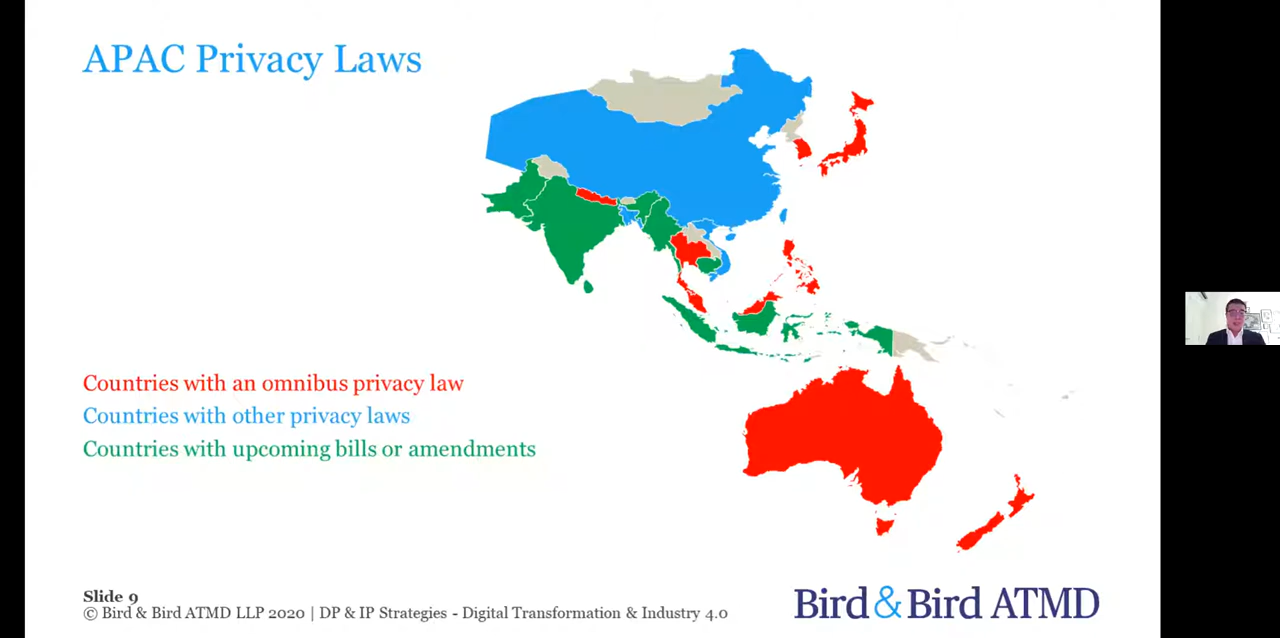 APAC Privacy Laws
Countries with an omnibus privacy law
Countries with other privacy laws
Countries with upcoming bills or amendments
Slide 9
© Bird & Bird ATMD LLP 2020 | DP & IP Strategies - Digital Transformation & Industry 4.0
Bird & Bird ATMD